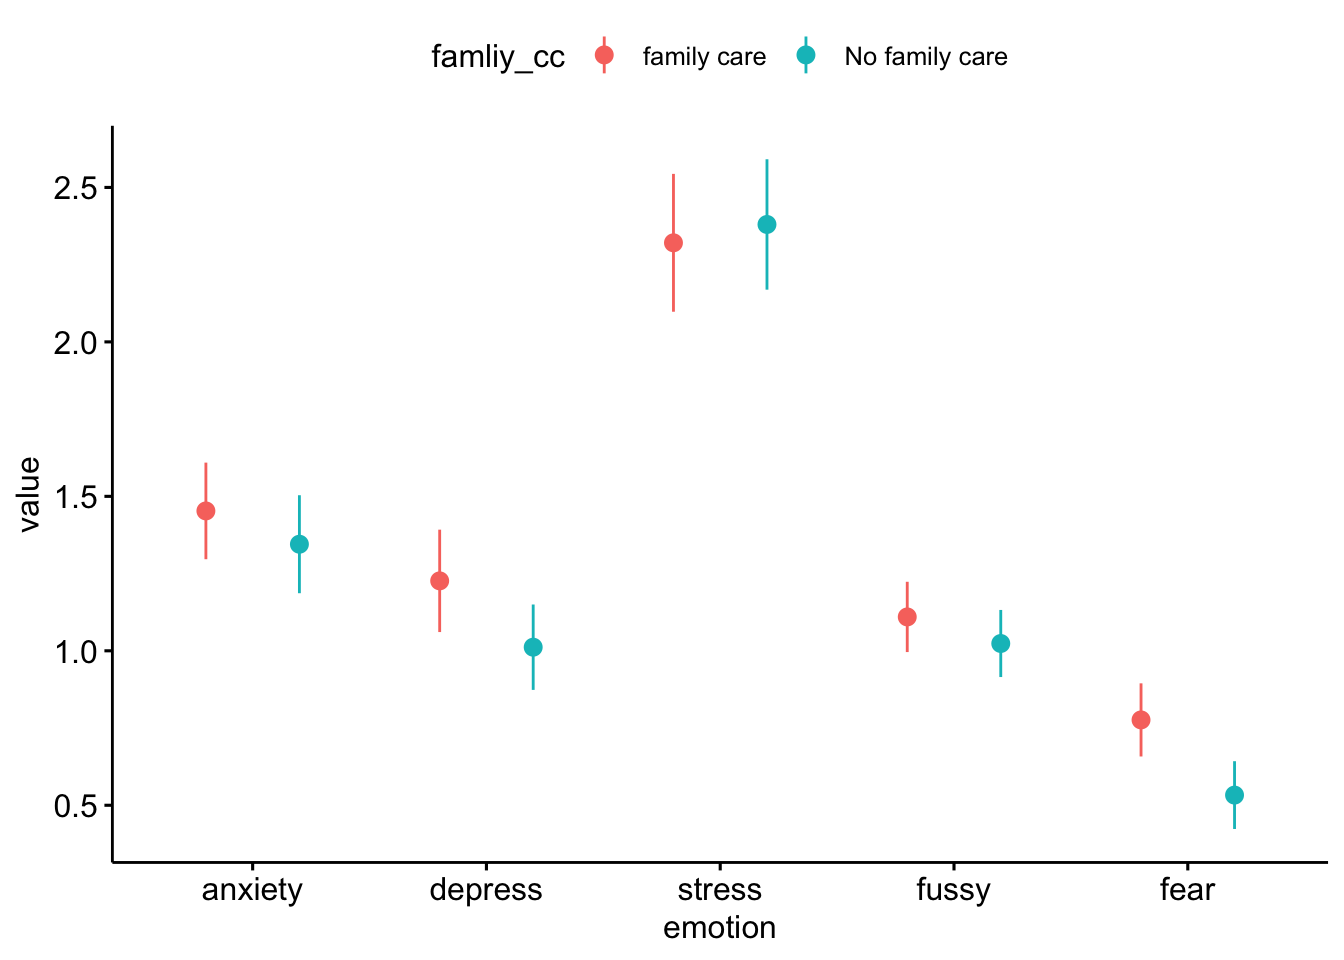 famliy_cc family care No family care
2.5
2.0
1.5
1.0
0.5
value
anxiety depress stress fussy fear
emotion